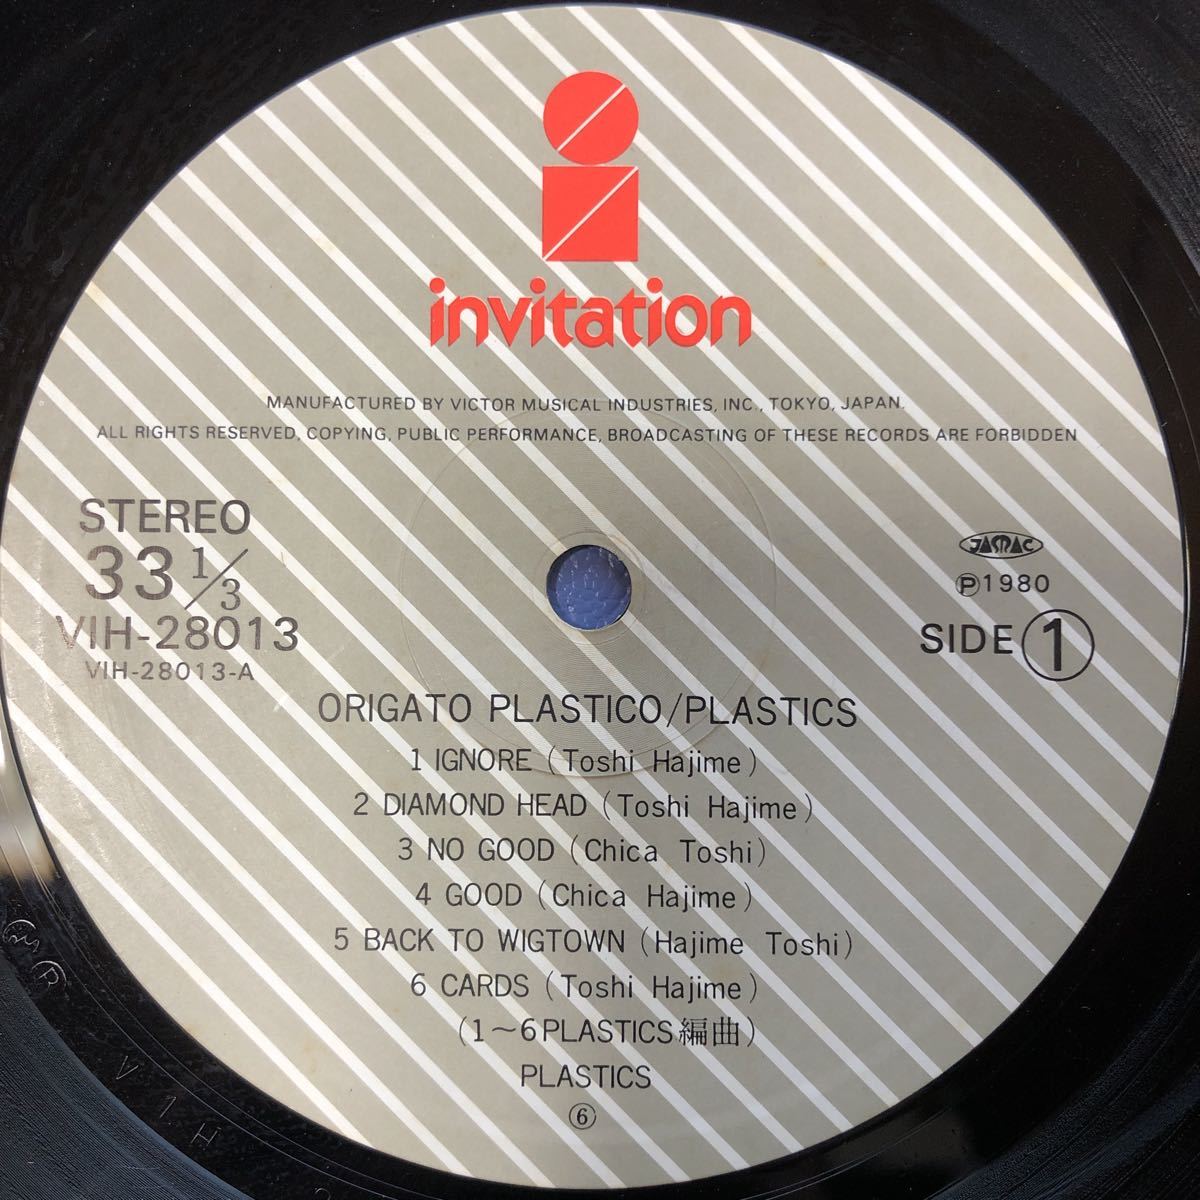 invitation
MANUFACTURED BY VICTOR MUSICAL INDUSTRIES, INC., TOKYO, JAPAN.
ALL RIGHTS RESERVED, COPYING, PUBLIC PERFORMANCE, BROADCASTING OF THESE RECORDS ARE FORBIDDEN
STEREO
33 1/3
VIH-28013
VIH-28013-A
JASRAC
Ⓟ1980
SIDE ①
ORIGATO PLASTICO/PLASTICS
1 IGNORE (Toshi Hajime)
2 DIAMOND HEAD (Toshi Hajime)
3 NO GOOD (Chica Toshi)
4 GOOD (Chica Hajime)
5 BACK TO WIGTOWN (Hajime Toshi)
6 CARDS (Toshi Hajime)
(1〜6PLASTICS編曲)
PLASTICS
⑥